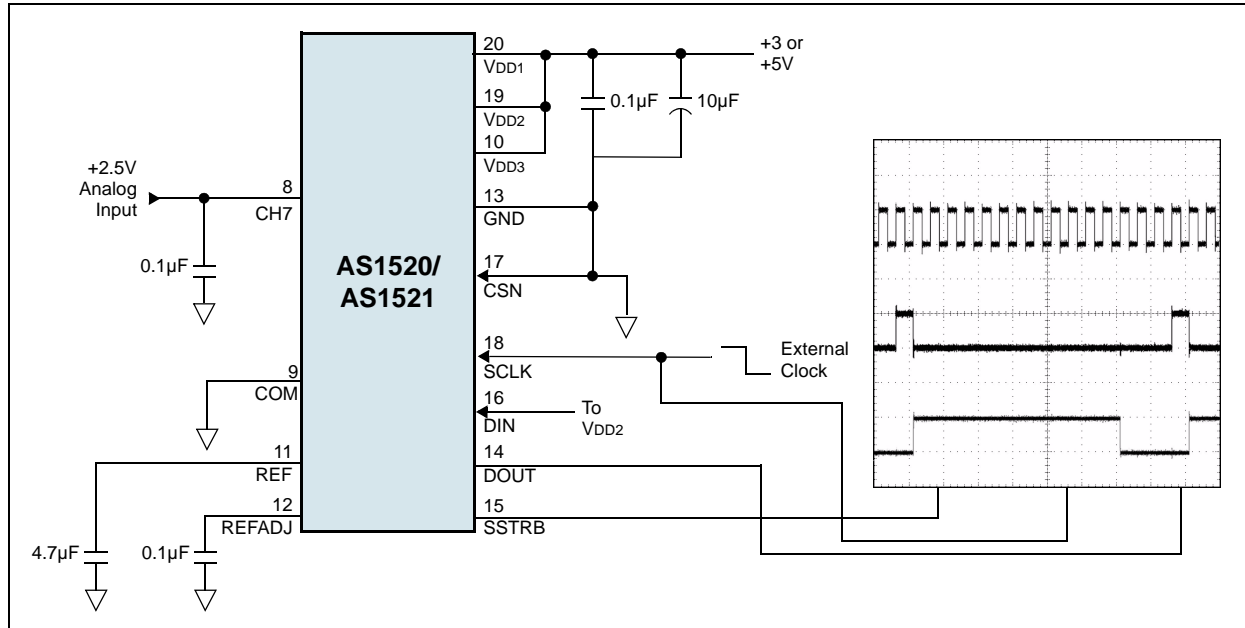 20
VDD1
+3 or
+5V
19
VDD2
0.1µF
10µF
10
VDD3
+2.5V
Analog
Input
8
CH7
13
GND
0.1µF
AS1520/
AS1521
17
CSN
18
SCLK
External
Clock
9
COM
16
DIN
To
VDD2
11
REF
14
DOUT
12
REFADJ
15
SSTRB
4.7µF
0.1µF